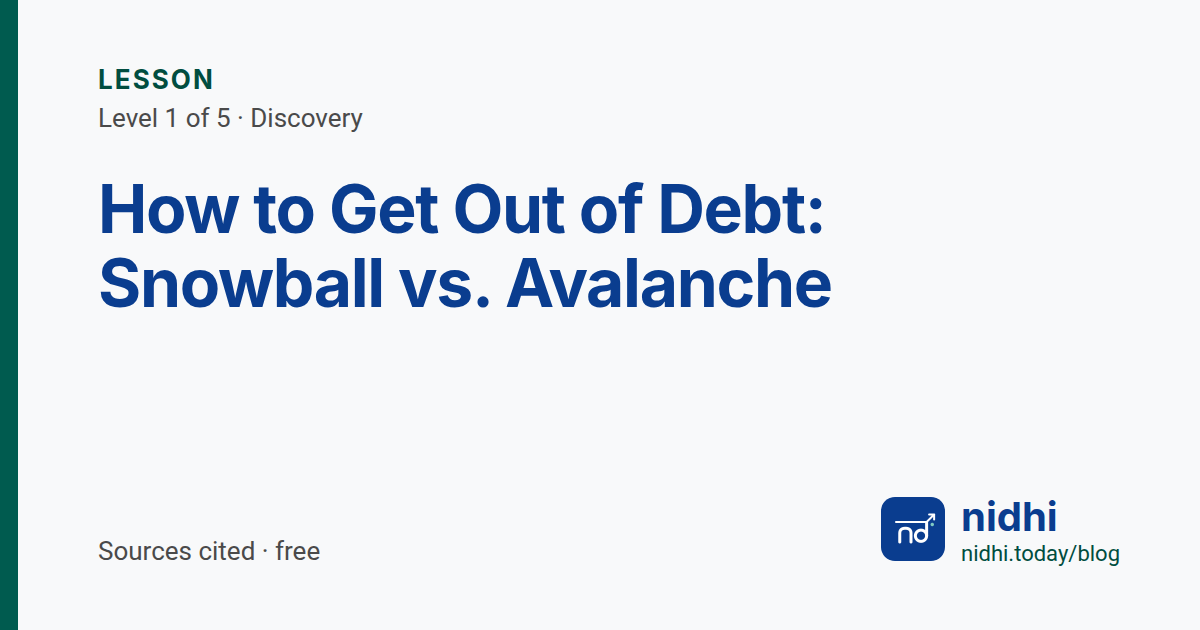 LESSON
Level 1 of 5 · Discovery
How to Get Out of Debt:
Snowball vs. Avalanche
Sources cited · free
nd
nidhi
nidhi.today/blog